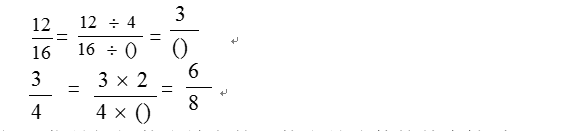 12/16 = (12 ÷ 4)/(16 ÷ ()) = 3/()
3/4 = (3 × 2)/(4 × ()) = 6/8